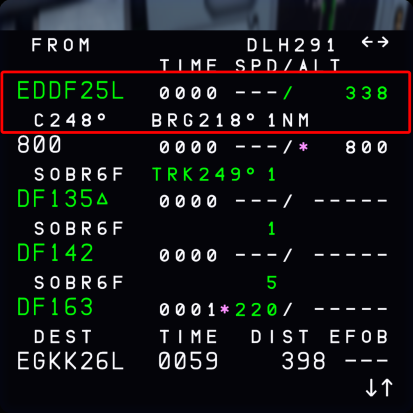 FROM DLH291 ←→
TIME SPD/ALT
EDDF25L 0000 ---/ 338
C248° BRG218° 1NM
800 0000 ---/* 800
SOBR6F TRK249° 1
DF135△ 0000 ---/ -----
SOBR6F 1
DF142 0000 ---/ -----
SOBR6F 5
DF163 0001*220/ -----
DEST TIME DIST EFOB
EGKK26L 0059 398 ---
↓↑